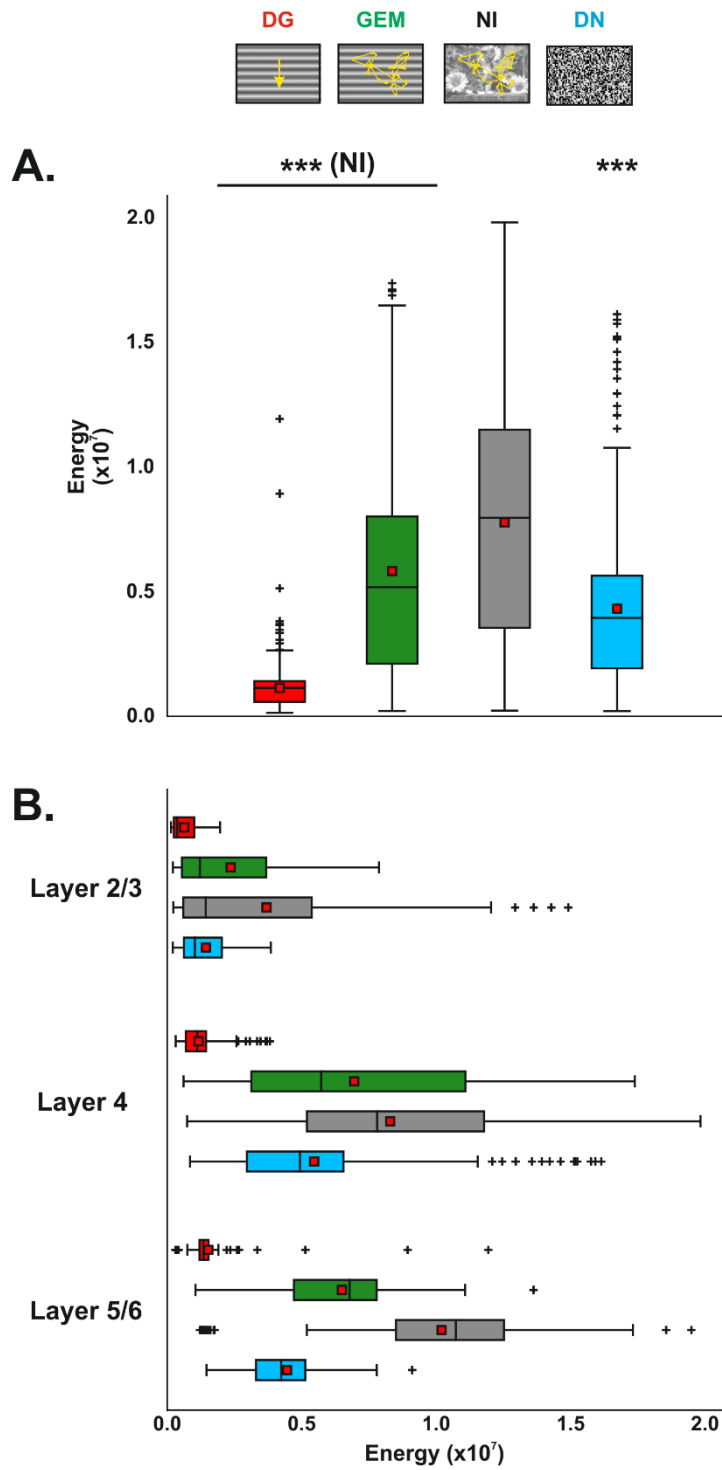 DG GEM NI DN
A.
*** (NI) ***
2.0
1.5
Energy
(x10⁷)
1.0
0.5
0.0
B.
Layer 2/3
Layer 4
Layer 5/6
0.0 0.5 1.0 1.5 2.0
Energy (x10⁷)